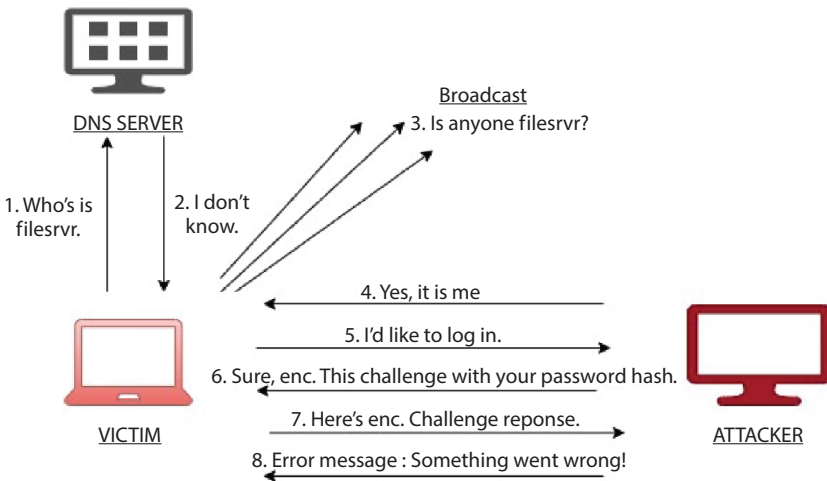 DNS SERVER
Broadcast
3. Is anyone filesrvr?
1. Who's is
filesrvr.
2. I don't
know.
4. Yes, it is me
5. I'd like to log in.
6. Sure, enc. This challenge with your password hash.
7. Here's enc. Challenge reponse.
8. Error message : Something went wrong!
VICTIM
ATTACKER